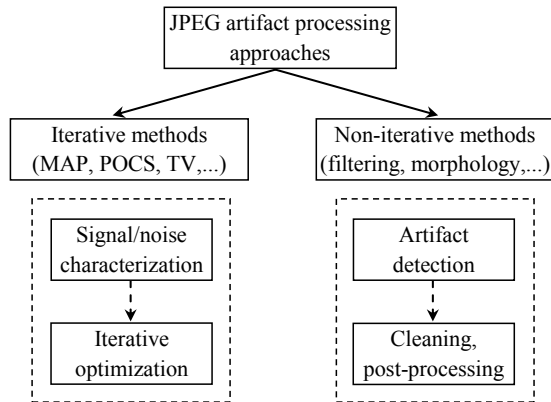 JPEG artifact processing
approaches
Iterative methods
(MAP, POCS, TV,...)
Non-iterative methods
(filtering, morphology,...)
Signal/noise
characterization
Iterative
optimization
Artifact
detection
Cleaning,
post-processing